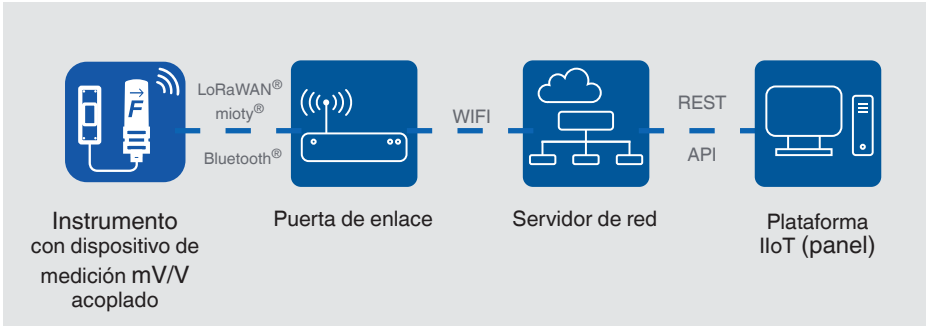 F
LoRaWAN®
mioty®
Bluetooth®
WIFI
REST
API
Instrumento
con dispositivo de
medición mV/V
acoplado
Puerta de enlace
Servidor de red
Plataforma
IIoT (panel)